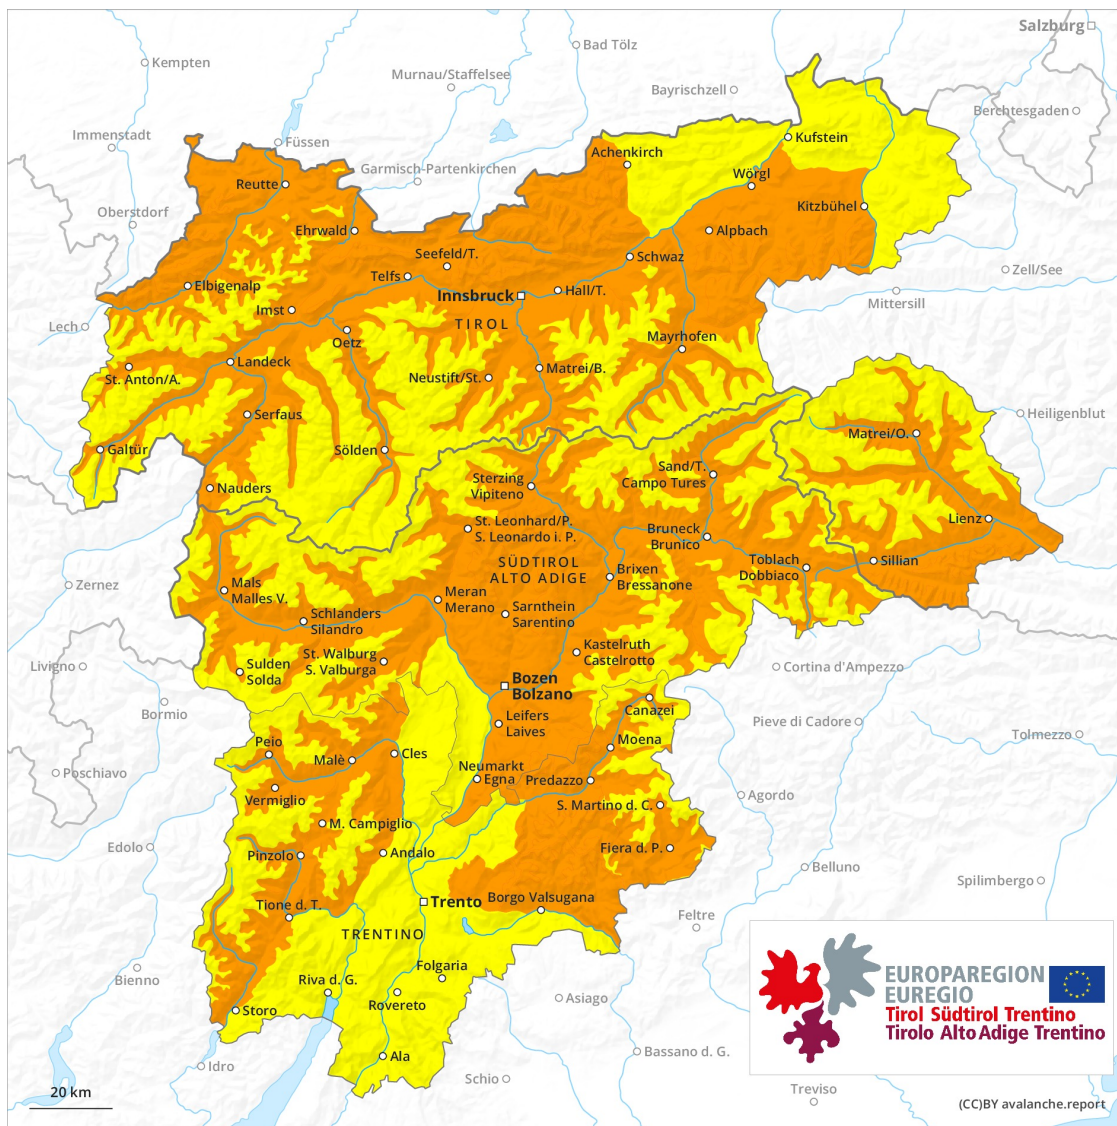 Salzburg
Bad Tölz
Kempten
Murnau/Staffelsee
Bayrischzell
Berchtesgaden
Immenstadt
Füssen
Kufstein
Achenkirch
Garmisch-Partenkirchen
Wörgl
Reutte
Kitzbühel
Oberstdorf
Ehrwald
Alpbach
Seefeld/T.
Schwaz
Zell/See
Telfs
Elbigenalp
Hall/T.
Innsbruck
Mittersill
Imst
TIROL
Lech
Oetz
Mayrhofen
Landeck
Matrei/B.
St. Anton/A.
Neustift/St.
Serfaus
Heiligenblut
Matrei/O.
Galtür
Sölden
Sand/T.
Campo Tures
Sterzing
Vipiteno
Nauders
Lienz
St. Leonhard/P.
S. Leonardo i. P.
Bruneck
Brunico
SÜDTIROL
ALTO ADIGE
Toblach
Dobbiaco
Sillian
Brixen
Bressanone
Zernez
Mals
Malles V.
Meran
Merano
Schlanders
Silandro
Sarnthein
Sarentino
Kastelruth
Castelrotto
St. Walburg
S. Valburga
Livigno
Sulden
Solda
Cortina d'Ampezzo
Bozen
Bolzano
Bormio
Canazei
Leifers
Laives
Pieve di Cadore
Tolmezzo
Moena
Peio
Cles
Malè
Poschiavo
Neumarkt
Egna
Predazzo
Vermiglio
Agordo
S. Martino d. C.
M. Campiglio
Edolo
Pinzolo
Andalo
Fiera d. P.
Belluno
Spilimbergo
Tione d. T.
Trento
Borgo Valsugana
Feltre
TRENTINO
Bienno
Folgaria
Riva d. G.
Rovereto
Asiago
Storo
EUROPAREGION
EUREGIO
Tirol Südtirol Trentino
Tirolo Alto Adige Trentino
Ala
Bassano d. G.
Idro
Schio
Treviso
20 km
(CC)BY avalanche.report